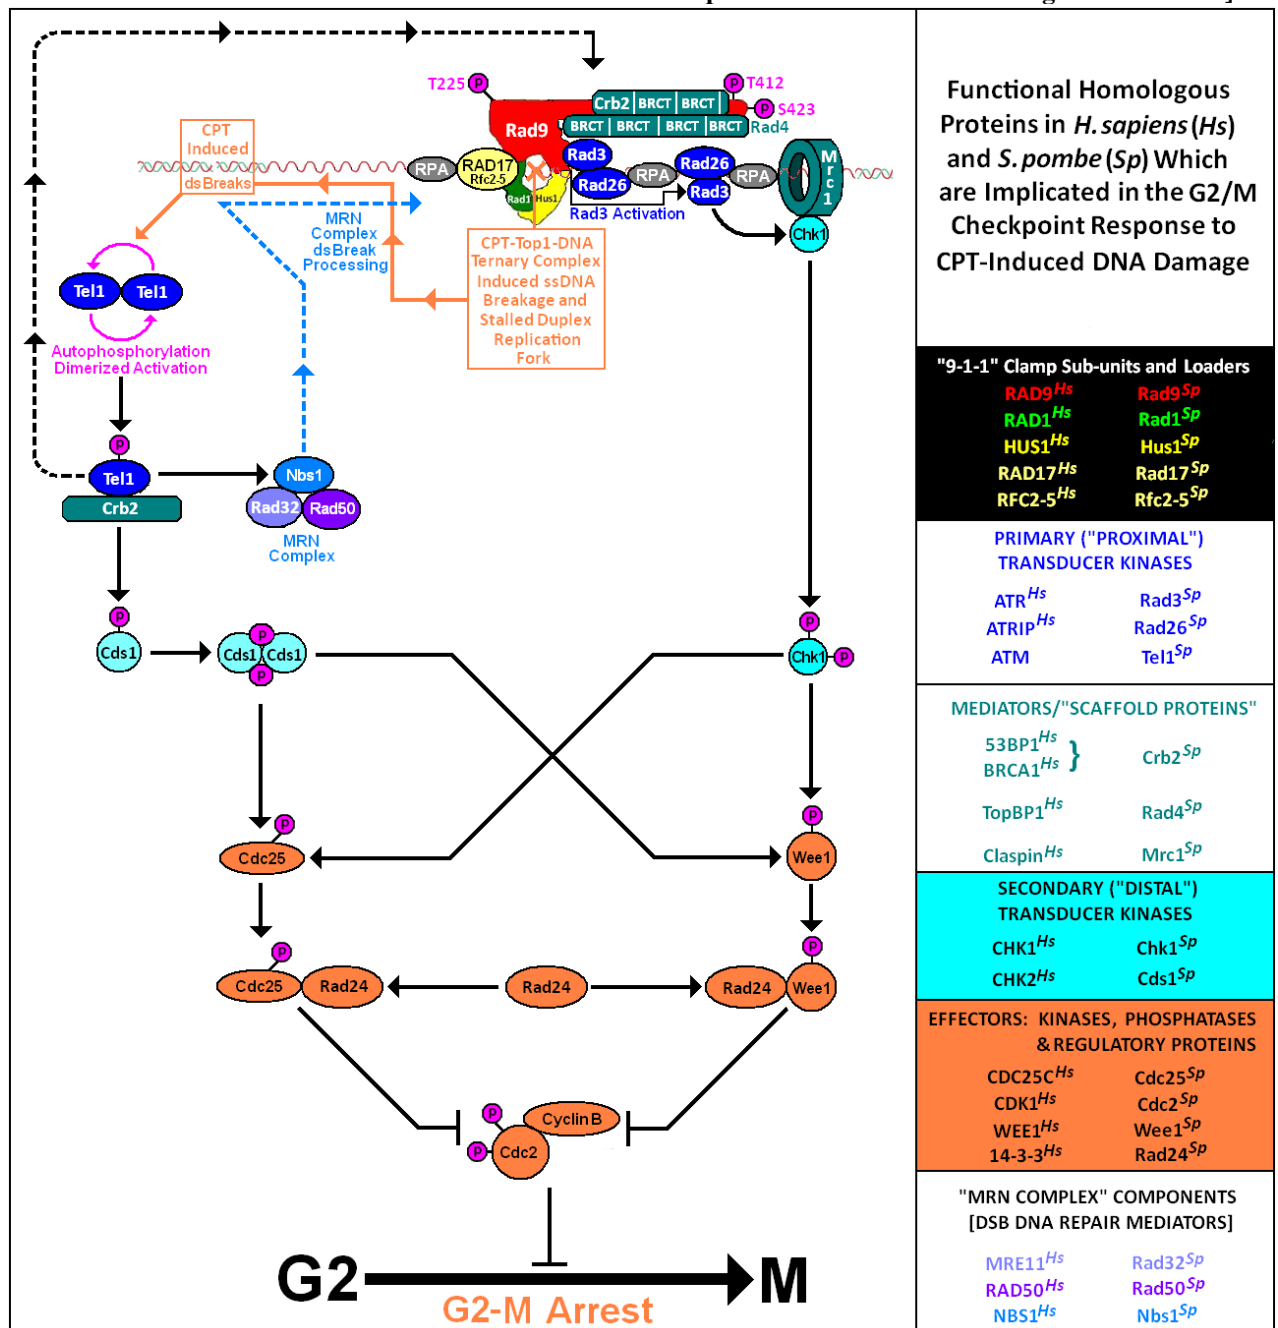 T225
P
P
T412
P
S423
Crb2
BRCT
BRCT
BRCT
BRCT
BRCT
BRCT
Rad4
Rad9
CPT
Induced
dsBreaks
RPA
RAD17
Rfc2-5
Rad1
Hus1
Rad3
Rad26
RPA
Rad26
Rad3
RPA
Mrc1
Rad3 Activation
Chk1
MRN
Complex
dsBreak
Processing
CPT-Top1-DNA
Ternary Complex
Induced ssDNA
Breakage and
Stalled Duplex
Replication
Fork
Tel1
Tel1
Autophosphorylation
Dimerized Activation
P
Tel1
Crb2
Nbs1
Rad32
Rad50
MRN
Complex
P
Cds1
P
Cds1
Cds1
P
P
Chk1
P
P
Cdc25
P
Wee1
P
Cdc25
Rad24
Rad24
P
Rad24
Wee1
P
P
Cdc2
Cyclin B
G2
M
G2-M Arrest
Functional Homologous
Proteins in H. sapiens (Hs)
and S. pombe (Sp) Which
are Implicated in the G2/M
Checkpoint Response to
CPT-Induced DNA Damage
"9-1-1" Clamp Sub-units and Loaders
RAD9Hs Rad9Sp
RAD1Hs Rad1Sp
HUS1Hs Hus1Sp
RAD17Hs Rad17Sp
RFC2-5Hs Rfc2-5Sp
PRIMARY ("PROXIMAL")
TRANSDUCER KINASES
ATRHs Rad3Sp
ATRIPHs Rad26Sp
ATM Tel1Sp
MEDIATORS/"SCAFFOLD PROTEINS"
53BP1Hs
BRCA1Hs } Crb2Sp
TopBP1Hs Rad4Sp
ClaspinHs Mrc1Sp
SECONDARY ("DISTAL")
TRANSDUCER KINASES
CHK1Hs Chk1Sp
CHK2Hs Cds1Sp
EFFECTORS: KINASES, PHOSPHATASES
& REGULATORY PROTEINS
CDC25CHs Cdc25Sp
CDK1Hs Cdc2Sp
WEE1Hs Wee1Sp
14-3-3Hs Rad24Sp
"MRN COMPLEX" COMPONENTS
[DSB DNA REPAIR MEDIATORS]
MRE11Hs Rad32Sp
RAD50Hs Rad50Sp
NBS1Hs Nbs1Sp